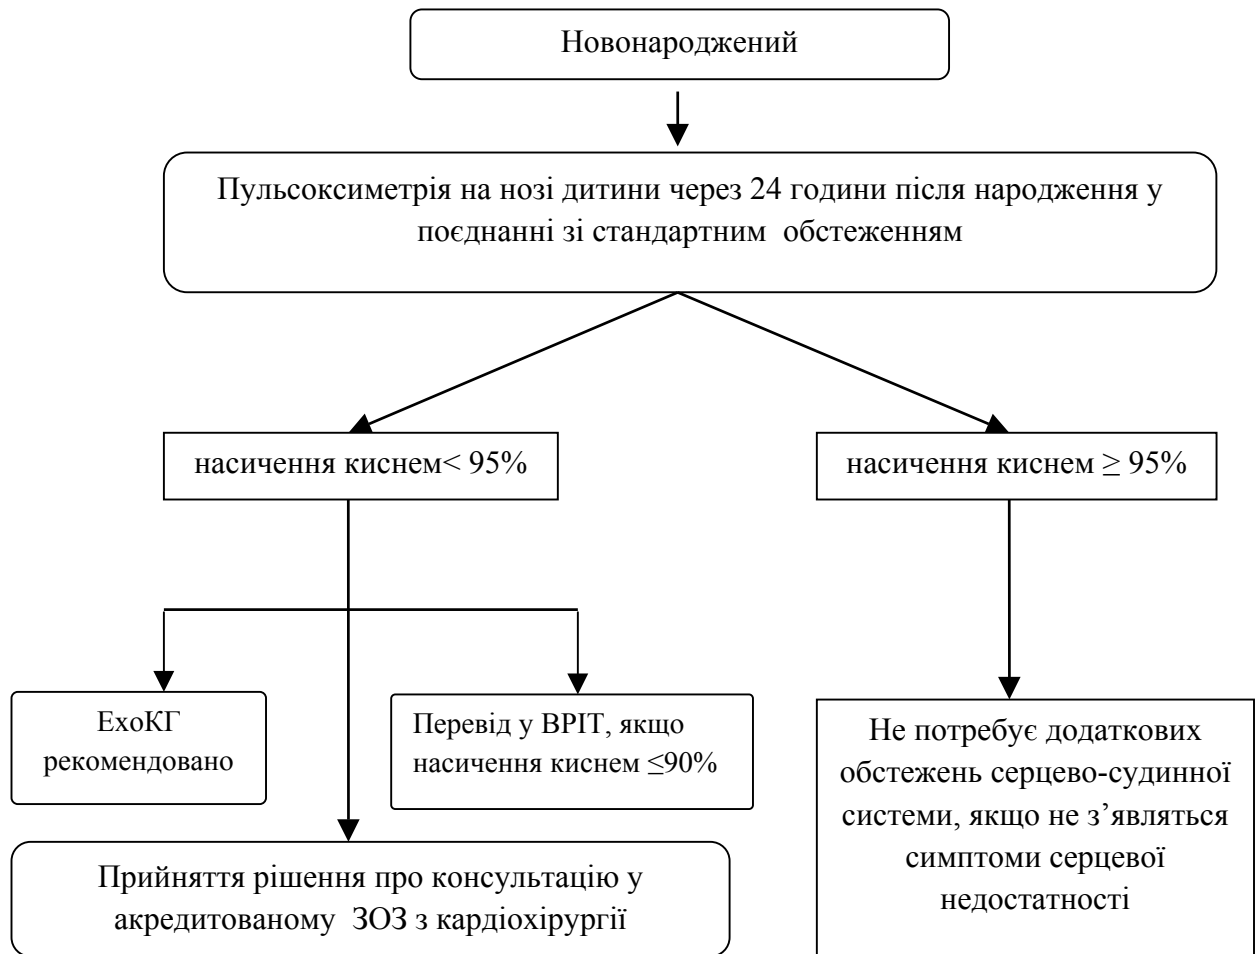 Новонароджений
Пульсоксиметрія на нозі дитини через 24 години після народження у
поєднанні зі стандартним обстеженням
насичення киснем< 95%
насичення киснем ≥ 95%
ЕхоКГ
рекомендовано
Перевід у ВРІТ, якщо
насичення киснем ≤90%
Не потребує додаткових
обстежень серцево-судинної
системи, якщо не з’являться
симптоми серцевої
недостатності
Прийняття рішення про консультацію у
акредитованому ЗОЗ з кардіохірургії